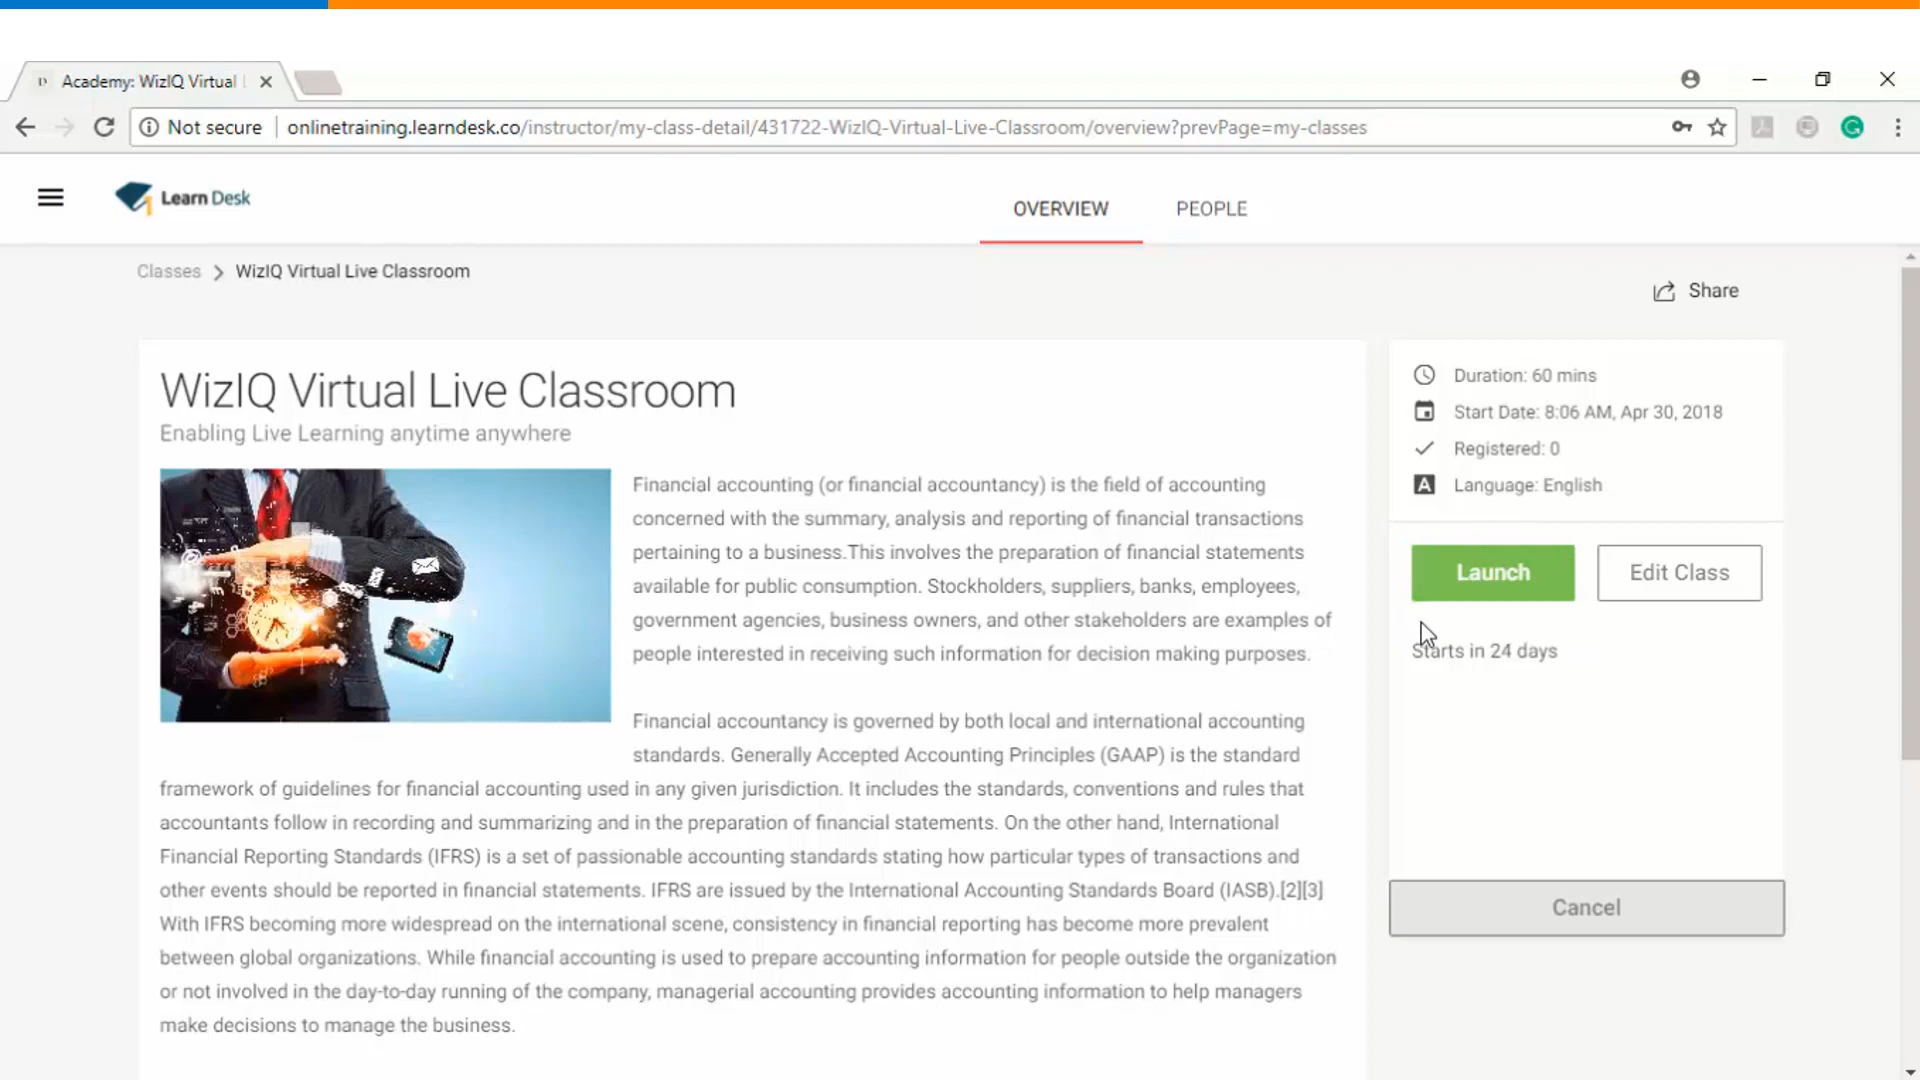 Academy: WizIQ Virtual
Not secure
onlinetraining.learndesk.co/instructor/my-class-detail/431722-WizIQ-Virtual-Live-Classroom/overview?prevPage=my-classes
Learn Desk
OVERVIEW
PEOPLE
Classes > WizIQ Virtual Live Classroom
Share
WizIQ Virtual Live Classroom
Enabling Live Learning anytime anywhere
Financial accounting (or financial accountancy) is the field of accounting
concerned with the summary, analysis and reporting of financial transactions
pertaining to a business.This involves the preparation of financial statements
available for public consumption. Stockholders, suppliers, banks, employees,
government agencies, business owners, and other stakeholders are examples of
people interested in receiving such information for decision making purposes.
Financial accountancy is governed by both local and international accounting
standards. Generally Accepted Accounting Principles (GAAP) is the standard
framework of guidelines for financial accounting used in any given jurisdiction. It includes the standards, conventions and rules that
accountants follow in recording and summarizing and in the preparation of financial statements. On the other hand, International
Financial Reporting Standards (IFRS) is a set of passionable accounting standards stating how particular types of transactions and
other events should be reported in financial statements. IFRS are issued by the International Accounting Standards Board (IASB).[2][3]
With IFRS becoming more widespread on the international scene, consistency in financial reporting has become more prevalent
between global organizations. While financial accounting is used to prepare accounting information for people outside the organization
or not involved in the day-to-day running of the company, managerial accounting provides accounting information to help managers
make decisions to manage the business.
Duration: 60 mins
Start Date: 8:06 AM, Apr 30, 2018
Registered: 0
Language: English
Launch
Edit Class
Starts in 24 days
Cancel